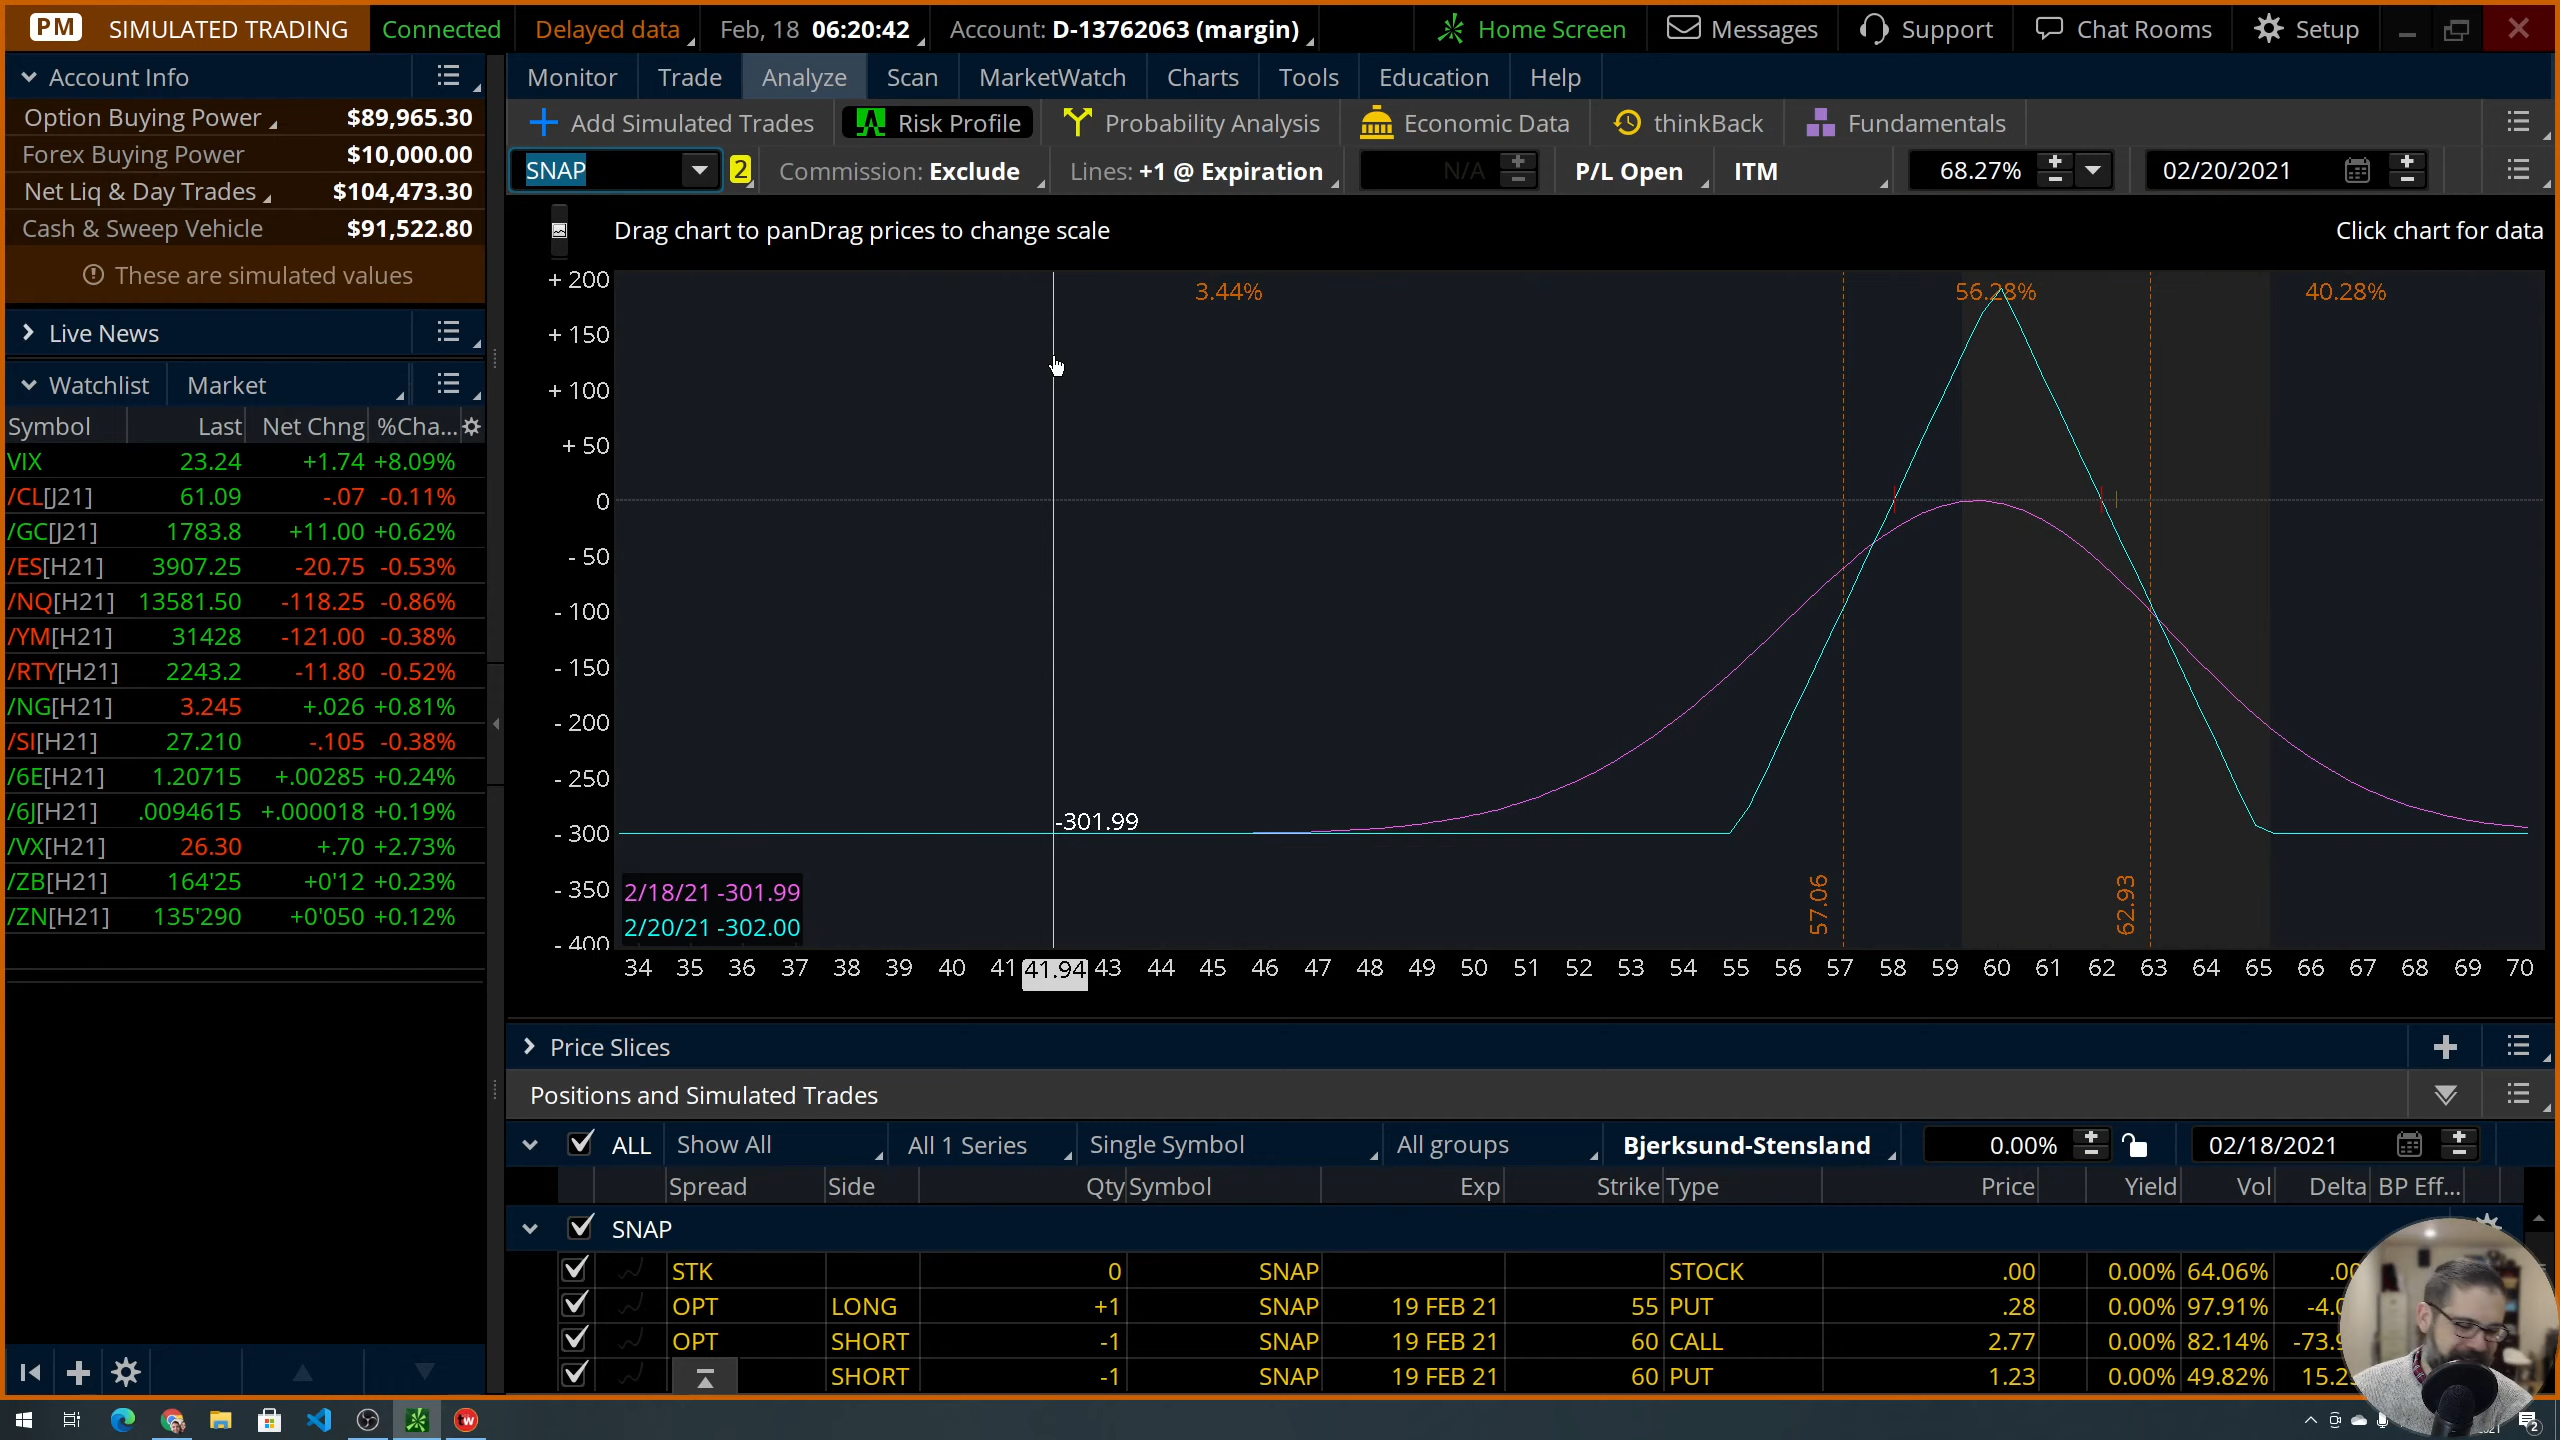 PM SIMULATED TRADING Connected Delayed data Feb, 18 06:20:42 Account: D-13762063 (margin) Home Screen Messages Support Chat Rooms Setup
Account Info
Option Buying Power $89,965.30
Forex Buying Power $10,000.00
Net Liq & Day Trades $104,473.30
Cash & Sweep Vehicle $91,522.80
These are simulated values
Live News
Watchlist Market
Symbol Last Net Chng %Cha...
VIX 23.24 +1.74 +8.09%
/CL[J21] 61.09 -.07 -0.11%
/GC[J21] 1783.8 +11.00 +0.62%
/ES[H21] 3907.25 -20.75 -0.53%
/NQ[H21] 13581.50 -118.25 -0.86%
/YM[H21] 31428 -121.00 -0.38%
/RTY[H21] 2243.2 -11.80 -0.52%
/NG[H21] 3.245 +.026 +0.81%
/SI[H21] 27.210 -.105 -0.38%
/6E[H21] 1.20715 +.00285 +0.24%
/6J[H21] .0094615 +.000018 +0.19%
/VX[H21] 26.30 +.70 +2.73%
/ZB[H21] 164'25 +0'12 +0.23%
/ZN[H21] 135'290 +0'050 +0.12%
Monitor Trade Analyze Scan MarketWatch Charts Tools Education Help
Add Simulated Trades Risk Profile Probability Analysis Economic Data thinkBack Fundamentals
SNAP 2 Commission: Exclude Lines: +1 @ Expiration N/A P/L Open ITM 68.27% 02/20/2021
Drag chart to panDrag prices to change scale Click chart for data
+ 200
+ 150
+ 100
+ 50
0
- 50
- 100
- 150
- 200
- 250
- 300
- 350
- 400
3.44% 56.28% 40.28%
-301.99
57.06
62.93
2/18/21 -301.99
2/20/21 -302.00
34 35 36 37 38 39 40 41 41.94 43 44 45 46 47 48 49 50 51 52 53 54 55 56 57 58 59 60 61 62 63 64 65 66 67 68 69 70
Price Slices
Positions and Simulated Trades
ALL Show All All 1 Series Single Symbol All groups Bjerksund-Stensland 0.00% 02/18/2021
Spread Side Qty Symbol Exp Strike Type Price Yield Vol Delta BP Eff...
SNAP
STK 0 SNAP STOCK .00 0.00% 64.06%
OPT LONG +1 SNAP 19 FEB 21 55 PUT .28 0.00% 97.91%
OPT SHORT -1 SNAP 19 FEB 21 60 CALL 2.77 0.00% 82.14%
SHORT -1 SNAP 19 FEB 21 60 PUT 1.23 0.00% 49.82%